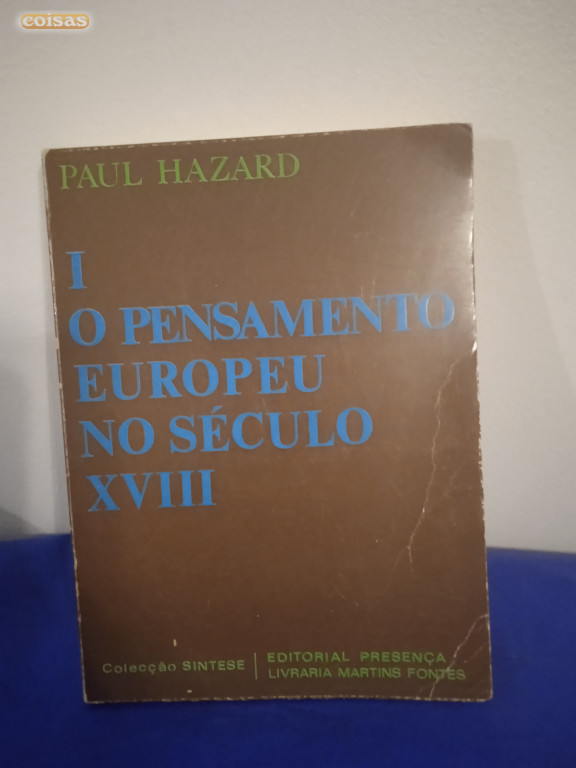 coisas
PAUL HAZARD
I
O PENSAMENTO
EUROPEU
NO SÉCULO
XVIII
Colecção SINTESE
EDITORIAL PRESENÇA
LIVRARIA MARTINS FONTES